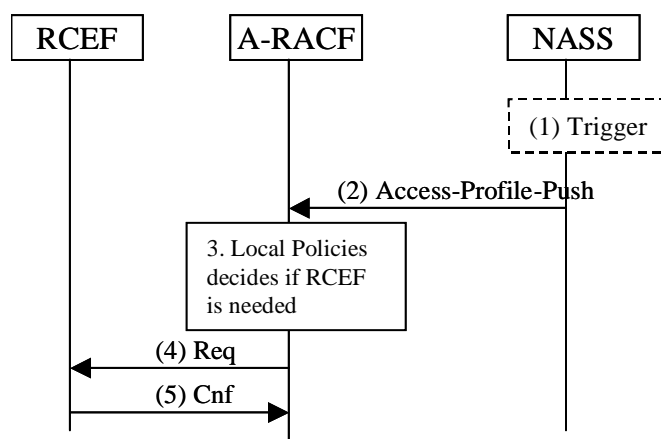 RCEF
A-RACF
NASS
(1) Trigger
(2) Access-Profile-Push
3. Local Policies
decides if RCEF
is needed
(4) Req
(5) Cnf